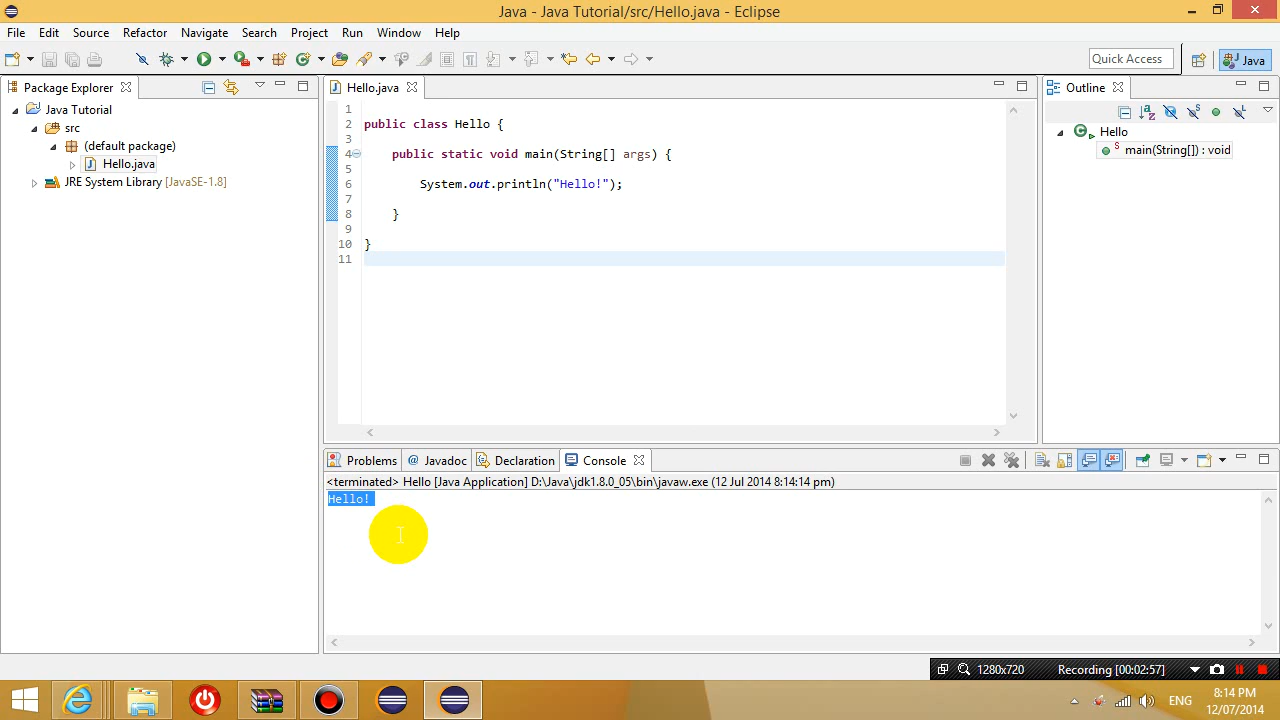 Java - Java Tutorial/src/Hello.java - Eclipse
File Edit Source Refactor Navigate Search Project Run Window Help
Quick Access Java
Package Explorer
Java Tutorial
src
(default package)
Hello.java
JRE System Library [JavaSE-1.8]
Hello.java
1
2 public class Hello {
3
4 public static void main(String[] args) {
5
6 System.out.println("Hello!");
7
8 }
9
10 }
11
Outline
Hello
main(String[]) : void
Problems @ Javadoc Declaration Console
<terminated> Hello [Java Application] D:\Java\jdk1.8.0_05\bin\javaw.exe (12 Jul 2014 8:14:14 pm)
Hello!
1280x720 Recording [00:02:57]
ENG 8:14 PM
12/07/2014